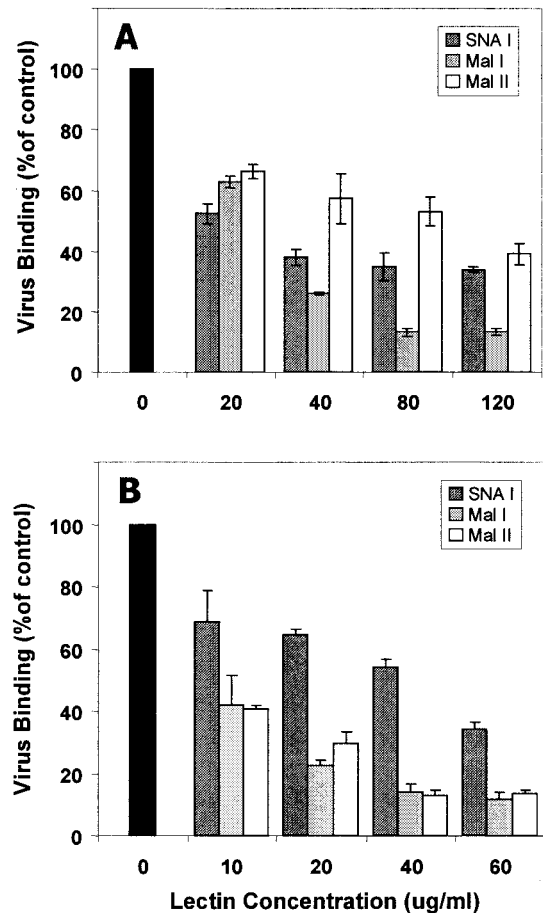 A
SNA I
Mal I
Mal II
Virus Binding (% of control)
100
80
60
40
20
0
0 20 40 80 120
B
SNA I
Mal I
Mal II
Virus Binding (% of control)
100
80
60
40
20
0
0 10 20 40 60
Lectin Concentration (ug/ml)